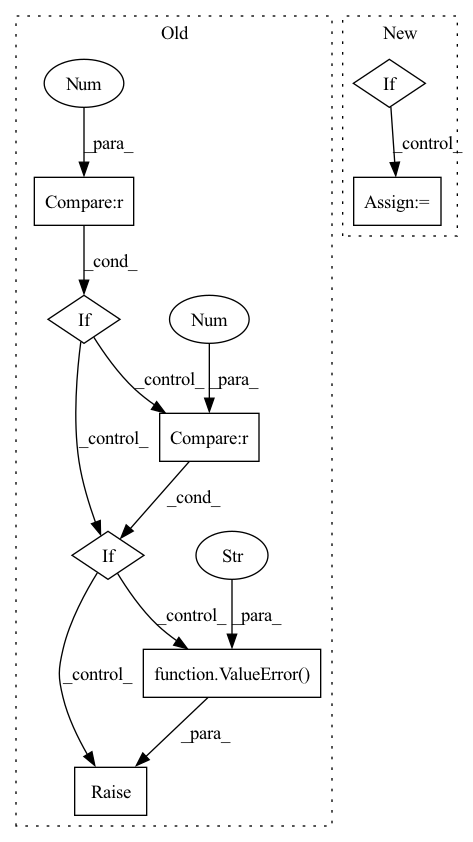 Old
New
Num
If
_para_
_control_
Compare:r
Assign:=
_cond_
If
Num
_control_
_para_
_control_
Compare:r
_cond_
If
Str
_control_
_para_
_control_
function.ValueError()
_para_
Raise